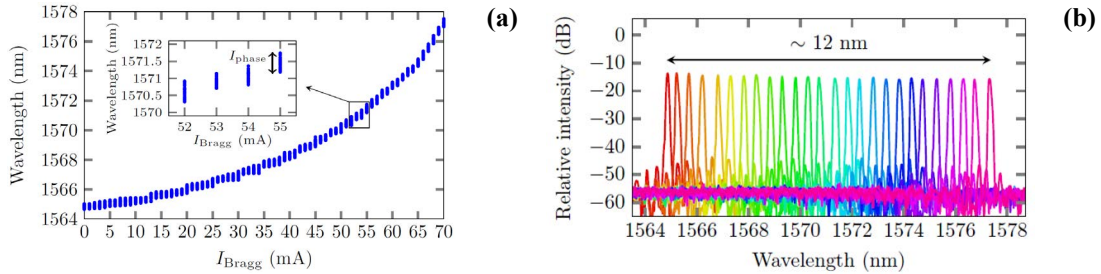 (a)
Wavelength (nm)
1578
1576
1574
1572
1570
1568
1566
1564
0 5 10 15 20 25 30 35 40 45 50 55 60 65 70
I_Bragg (mA)
Wavelength (nm)
1572
1571.5
1571
1570.5
1570
52 53 54 55
I_Bragg (mA)
I_phase
(b)
Relative intensity (dB)
0
−10
−20
−30
−40
−50
−60
1564 1566 1568 1570 1572 1574 1576 1578
Wavelength (nm)
∼ 12 nm